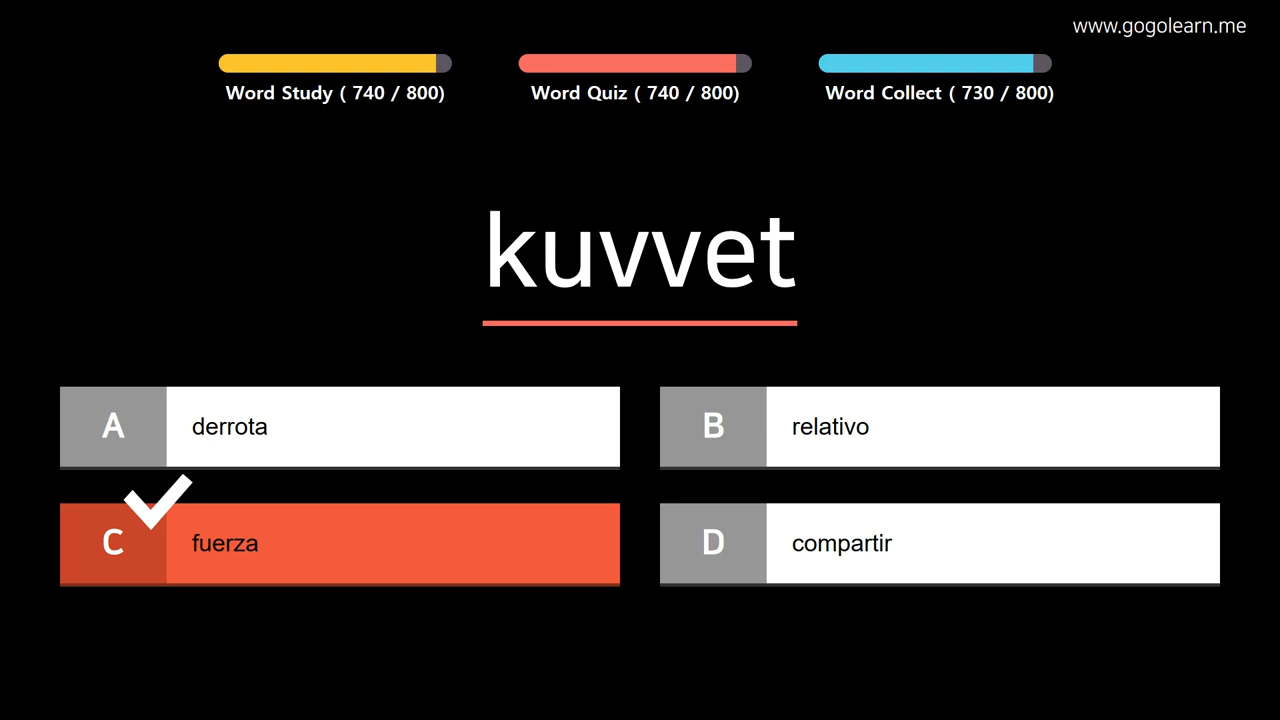 www.gogolearn.me
Word Study ( 740 / 800)
Word Quiz ( 740 / 800)
Word Collect ( 730 / 800)
kuvvet
A derrota
B relativo
C fuerza
D compartir